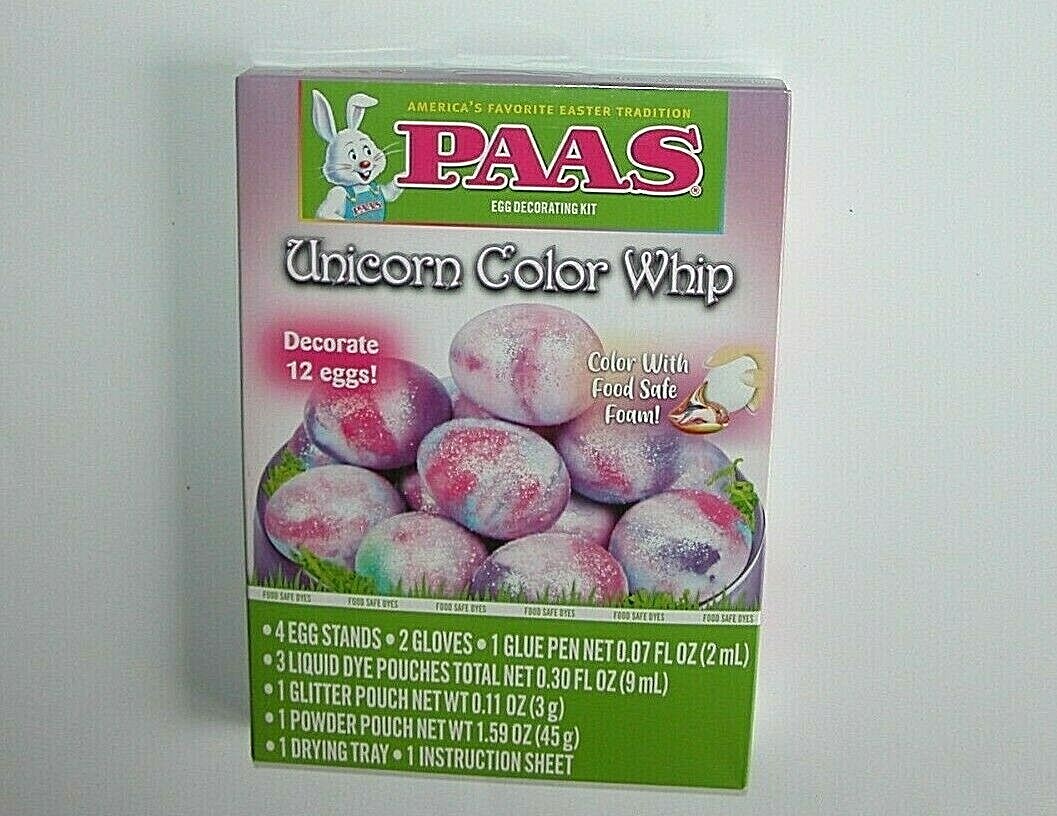 AMERICA'S FAVORITE EASTER TRADITION
PAAS®
PAAS
EGG DECORATING KIT
Unicorn Color Whip
Decorate
12 eggs!
Color With
Food Safe
Foam!
FOOD SAFE DYES FOOD SAFE DYES FOOD SAFE DYES FOOD SAFE DYES FOOD SAFE DYES FOOD SAFE DYES
• 4 EGG STANDS • 2 GLOVES • 1 GLUE PEN NET 0.07 FL OZ (2 mL)
• 3 LIQUID DYE POUCHES TOTAL NET 0.30 FL OZ (9 mL)
• 1 GLITTER POUCH NET WT 0.11 OZ (3 g)
• 1 POWDER POUCH NET WT 1.59 OZ (45 g)
• 1 DRYING TRAY • 1 INSTRUCTION SHEET